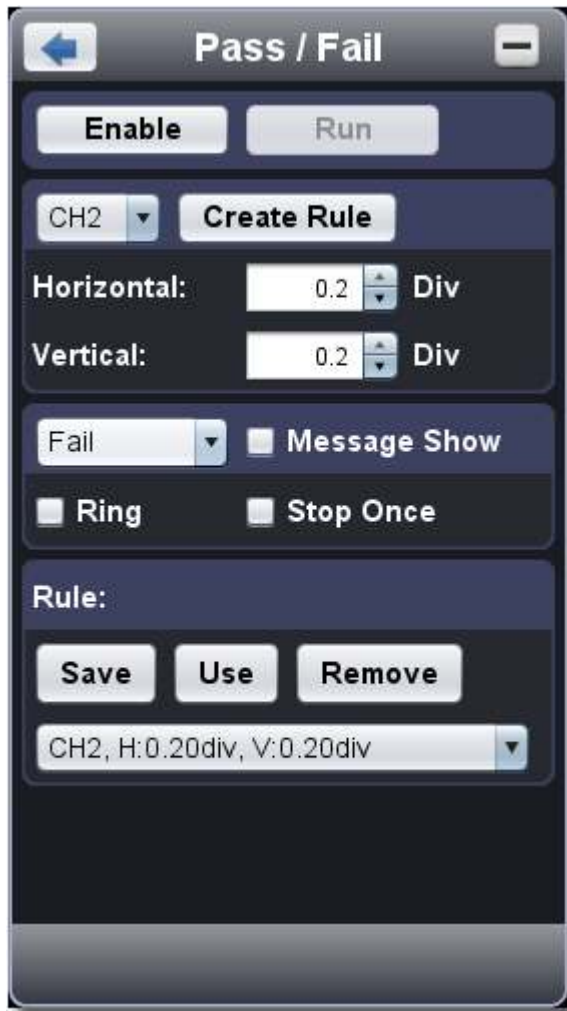 Pass / Fail
Enable Run
CH2 Create Rule
Horizontal: 0.2 Div
Vertical: 0.2 Div
Fail Message Show
Ring Stop Once
Rule:
Save Use Remove
CH2, H:0.20div, V:0.20div